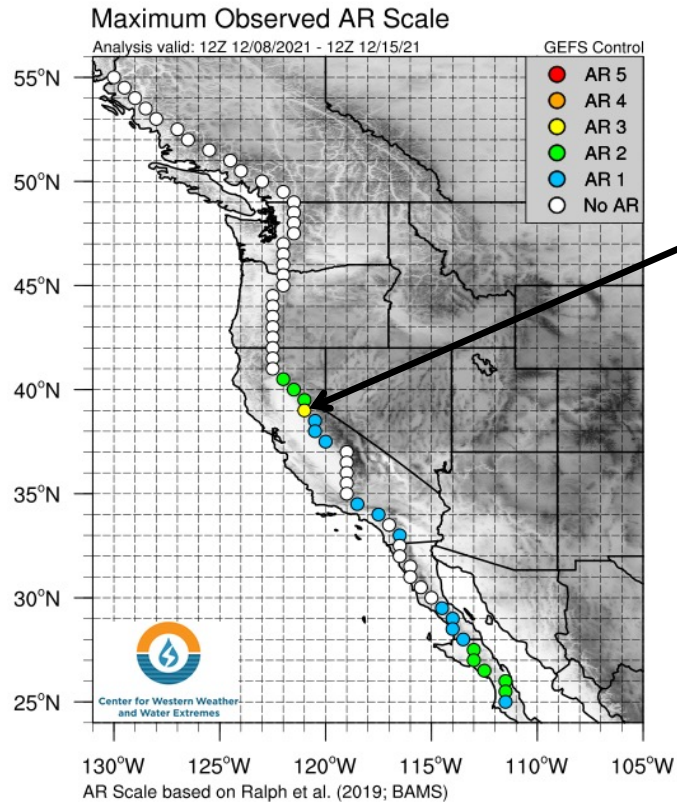 Maximum Observed AR Scale
Analysis valid: 12Z 12/08/2021 - 12Z 12/15/21 GEFS Control
AR 5
AR 4
AR 3
AR 2
AR 1
No AR
55°N
50°N
45°N
40°N
35°N
30°N
25°N
Center for Western Weather
and Water Extremes
130°W 125°W 120°W 115°W 110°W 105°W
AR Scale based on Ralph et al. (2019; BAMS)